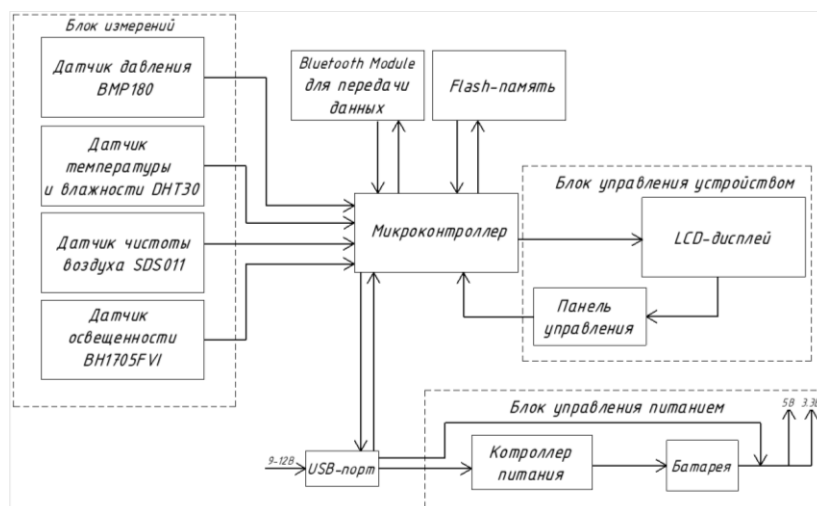 Блок измерений
Датчик давления
BMP180
Датчик
температуры
и влажности DHT30
Датчик чистоты
воздуха SDS011
Датчик
освещенности
BH1705FVI
Bluetooth Module
для передачи
данных
Flash-память
Микроконтроллер
Блок управления устройством
LCD-дисплей
Панель
управления
Блок управления питанием
5В
3.3В
9-12В
USB-порт
Котроллер
питания
Батарея